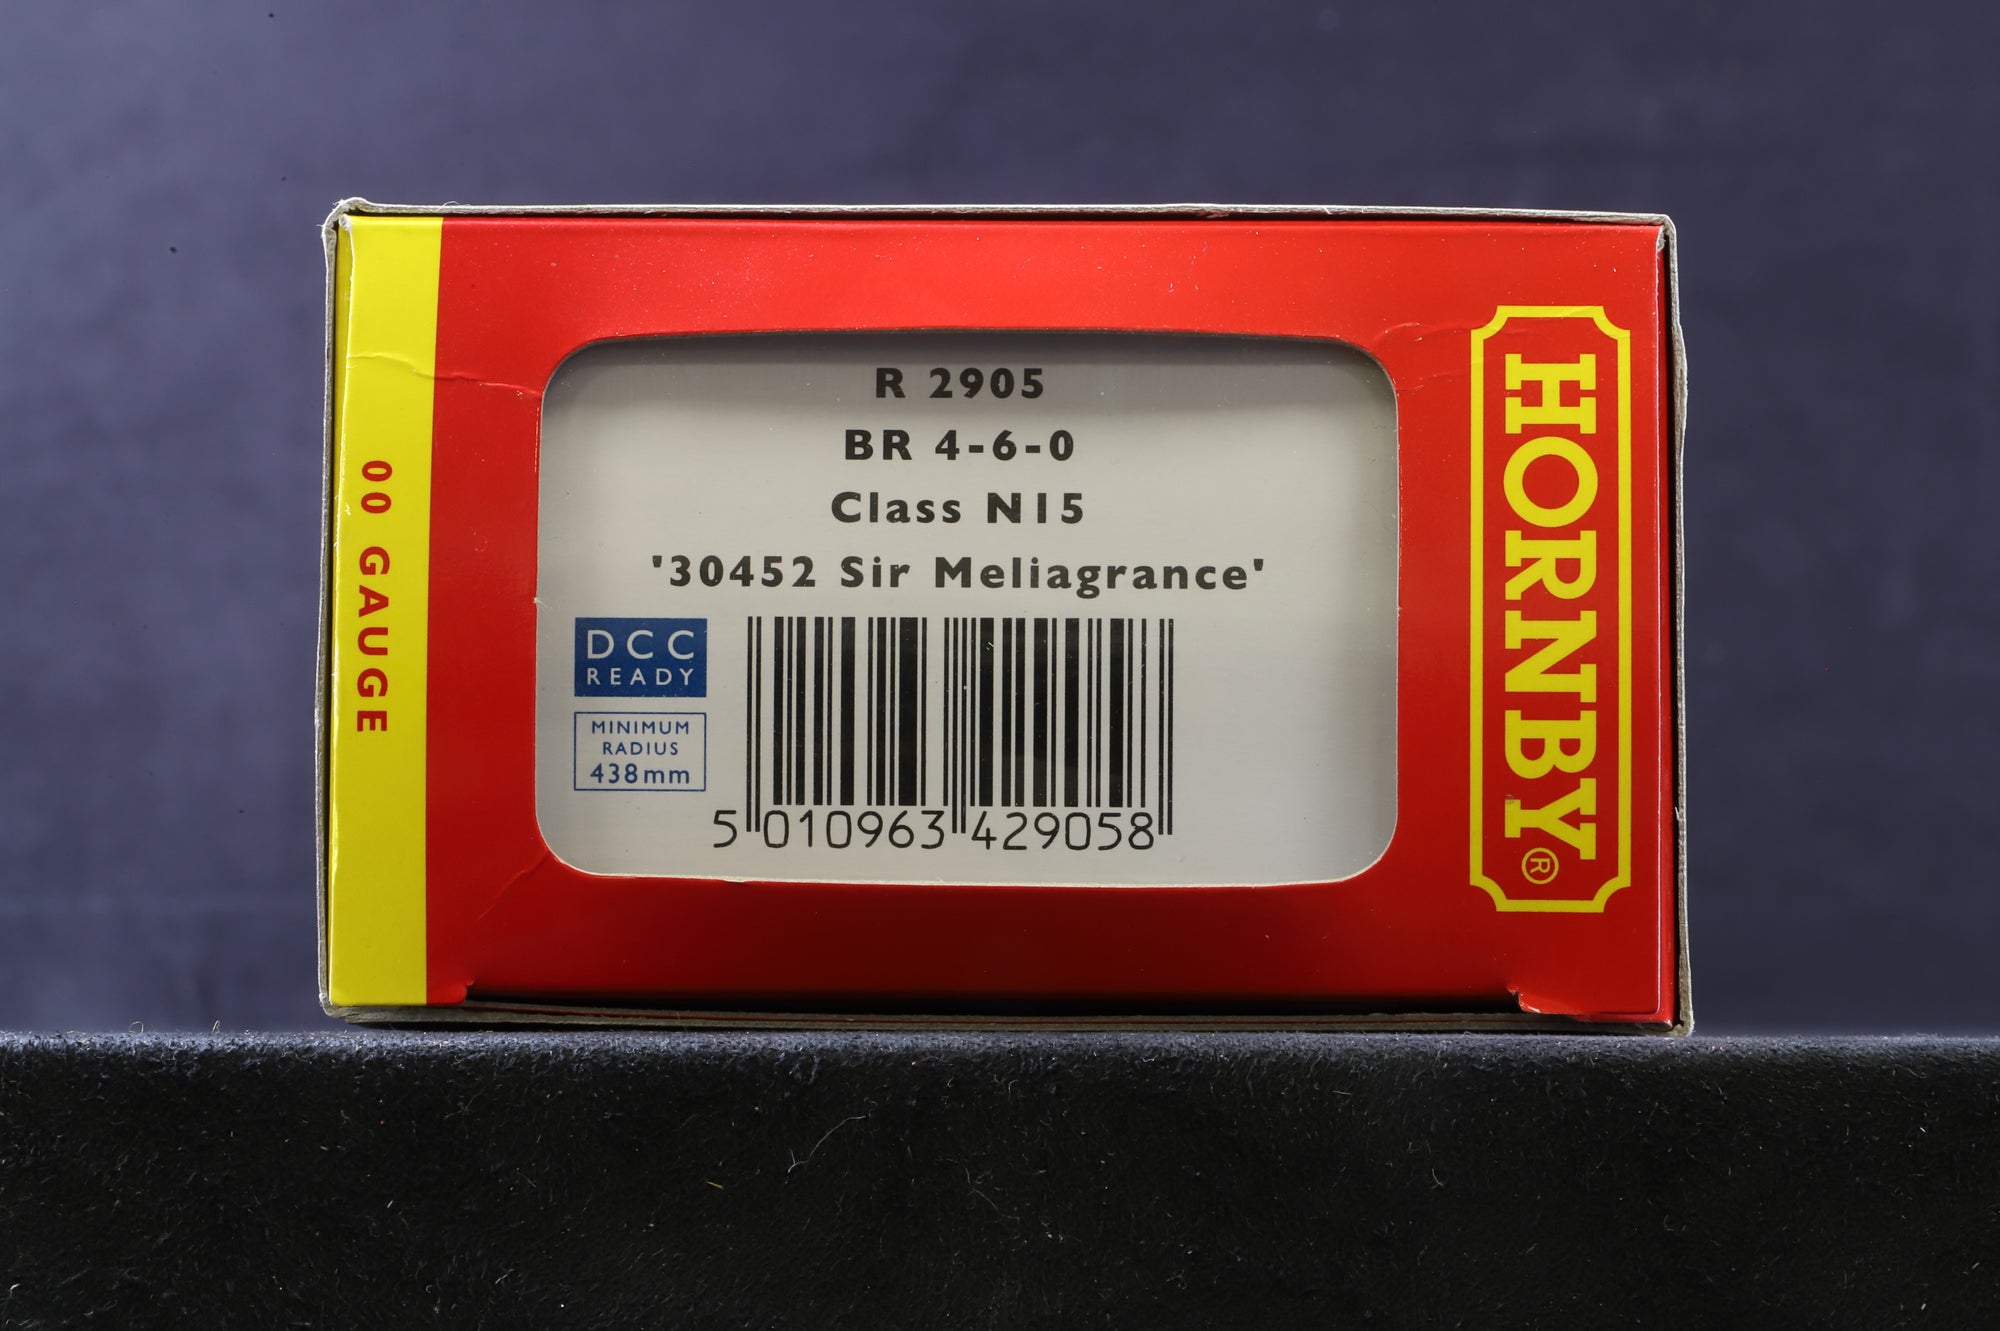 R 2905
BR 4-6-0
Class N15
'30452 Sir Meliagrance'
DCC
READY
MINIMUM
RADIUS
438mm
5 010963 429058
00 GAUGE
HORNBY®